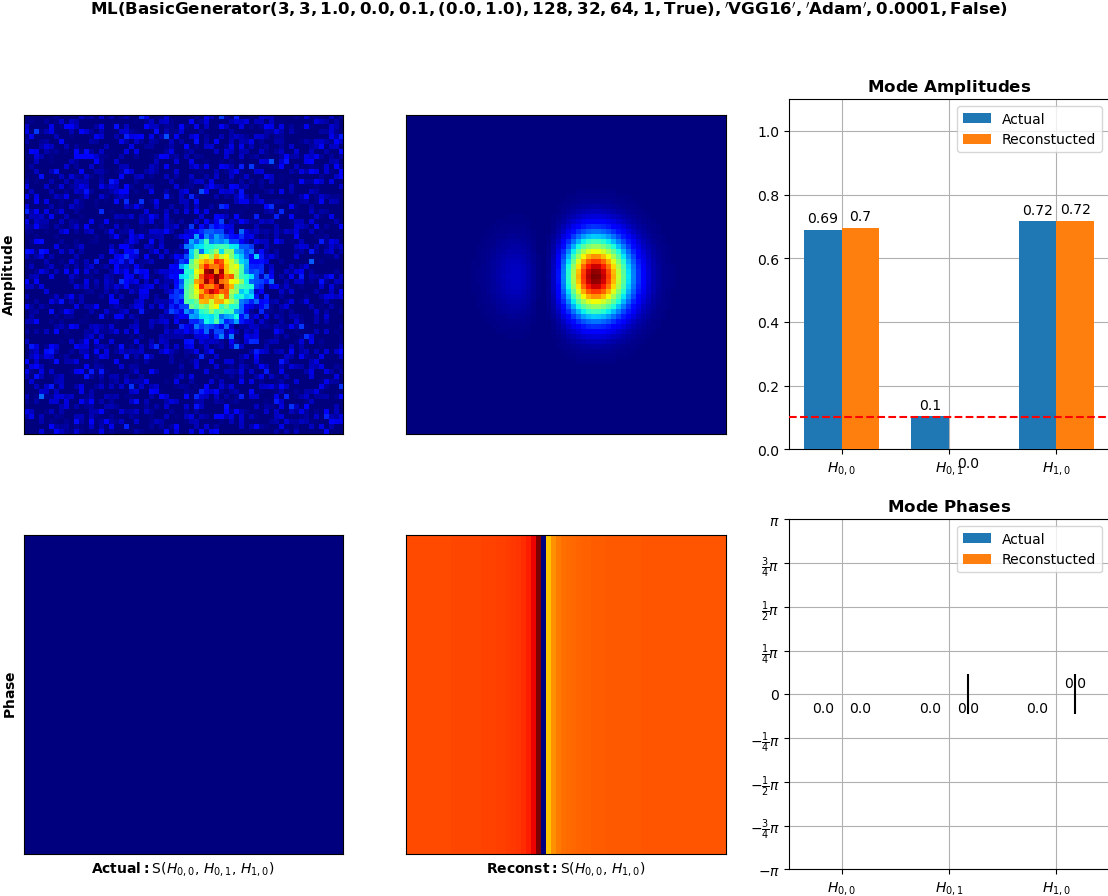 ML(BasicGenerator(3, 3, 1.0, 0.0, 0.1, (0.0, 1.0), 128, 32, 64, 1, True), ′VGG16′, ′Adam′, 0.0001, False)
Amplitude
Mode Amplitudes
Actual
Reconstucted
1.0
0.8
0.6
0.4
0.2
0.0
0.69
0.7
0.1
0.0
0.72
0.72
H0,0
H0,1
H1,0
Phase
Actual: S(H0,0, H0,1, H1,0)
Reconst: S(H0,0, H1,0)
Mode Phases
Actual
Reconstucted
π
3/4π
1/2π
1/4π
0
−1/4π
−1/2π
−3/4π
−π
0.0
0.0
0.0
0.0
0.0
0.0
H0,0
H0,1
H1,0